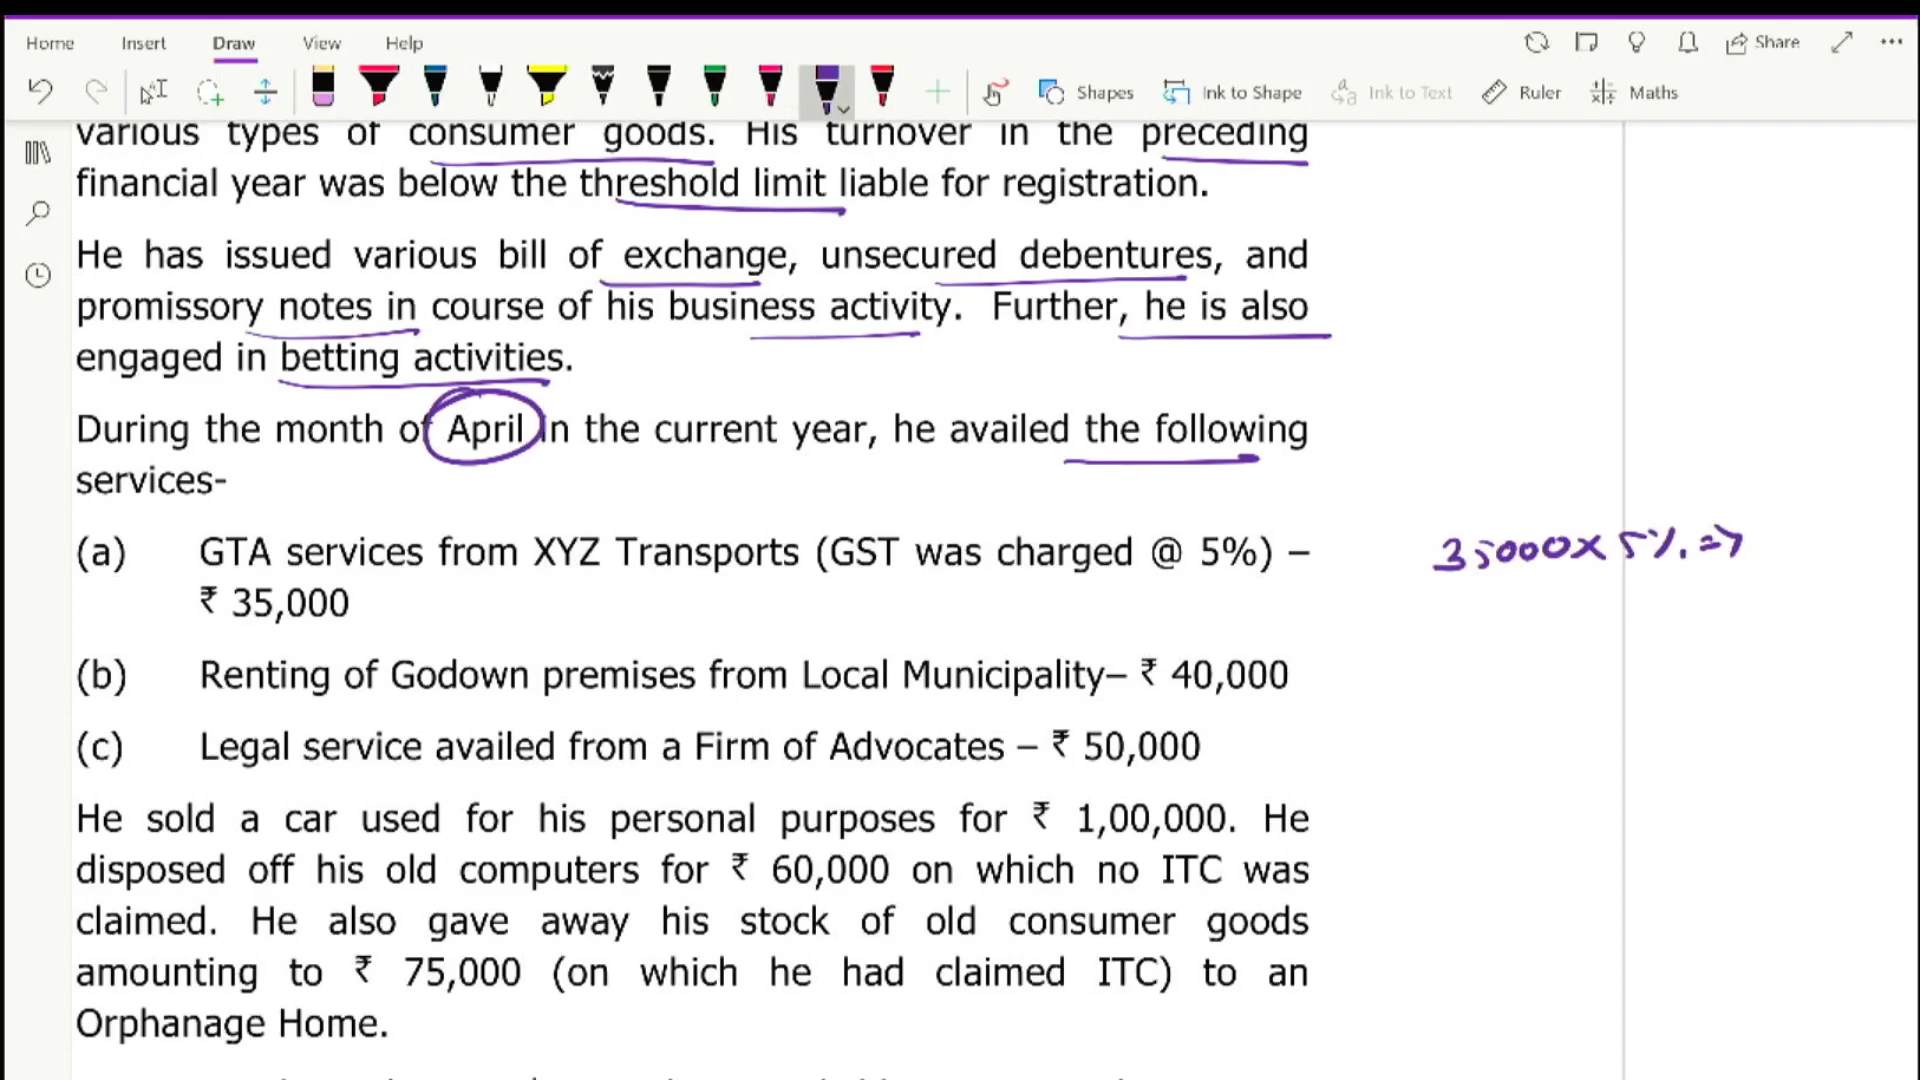 Home Insert Draw View Help Share
Shapes Ink to Shape Ink to Text Ruler Maths
various types of consumer goods. His turnover in the preceding
financial year was below the threshold limit liable for registration.
He has issued various bill of exchange, unsecured debentures, and
promissory notes in course of his business activity. Further, he is also
engaged in betting activities.
During the month of April in the current year, he availed the following
services-
(a) GTA services from XYZ Transports (GST was charged @ 5%) –
₹ 35,000
35000 x 5% =>
(b) Renting of Godown premises from Local Municipality– ₹ 40,000
(c) Legal service availed from a Firm of Advocates – ₹ 50,000
He sold a car used for his personal purposes for ₹ 1,00,000. He
disposed off his old computers for ₹ 60,000 on which no ITC was
claimed. He also gave away his stock of old consumer goods
amounting to ₹ 75,000 (on which he had claimed ITC) to an
Orphanage Home.